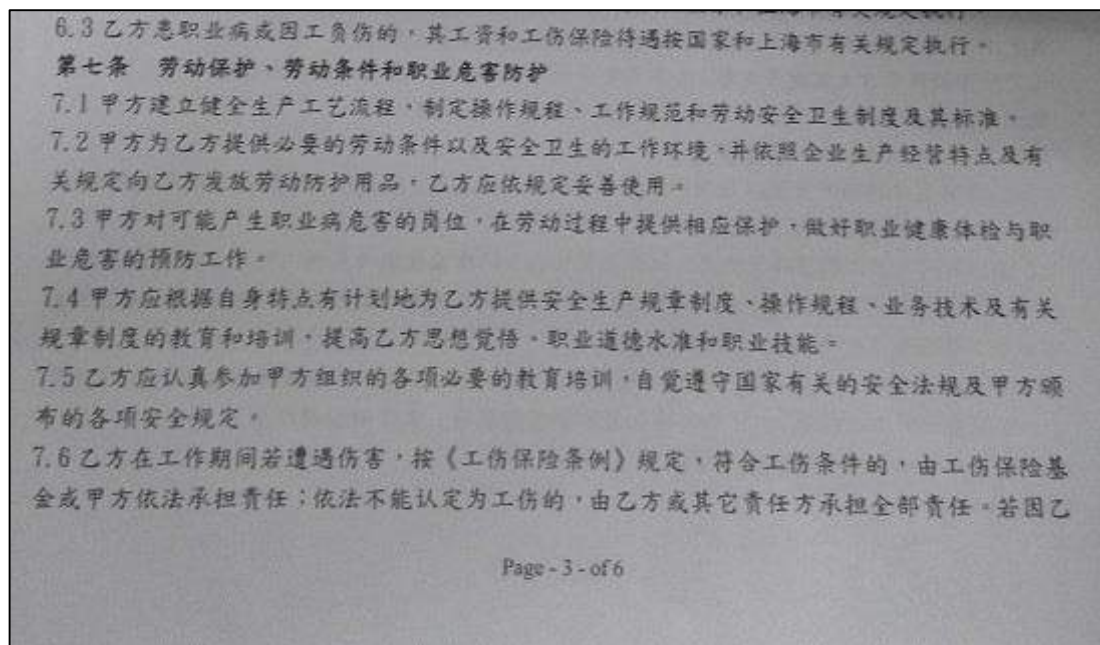 6.3 乙方患职业病或因工负伤的，其工资和工伤保险待遇按国家和上海市有关规定执行。
第七条　劳动保护、劳动条件和职业危害防护
7.1 甲方建立健全生产工艺流程，制定操作规程、工作规范和劳动安全卫生制度及其标准。
7.2 甲方为乙方提供必要的劳动条件以及安全卫生的工作环境，并依照企业生产经营特点及有
关规定向乙方发放劳动防护用品，乙方应依规定妥善使用。
7.3 甲方对可能产生职业病危害的岗位，在劳动过程中提供相应保护，做好职业健康体检与职
业危害的预防工作。
7.4 甲方应根据自身特点有计划地为乙方提供安全生产规章制度、操作规程、业务技术及有关
规章制度的教育和培训，提高乙方思想觉悟、职业道德水准和职业技能。
7.5 乙方应认真参加甲方组织的各项必要的教育培训，自觉遵守国家有关的安全法规及甲方颁
布的各项安全规定。
7.6 乙方在工作期间若遭遇伤害，按《工伤保险条例》规定，符合工伤条件的，由工伤保险基
金或甲方依法承担责任；依法不能认定为工伤的，由乙方或其它责任方承担全部责任。若因乙
Page - 3 - of 6